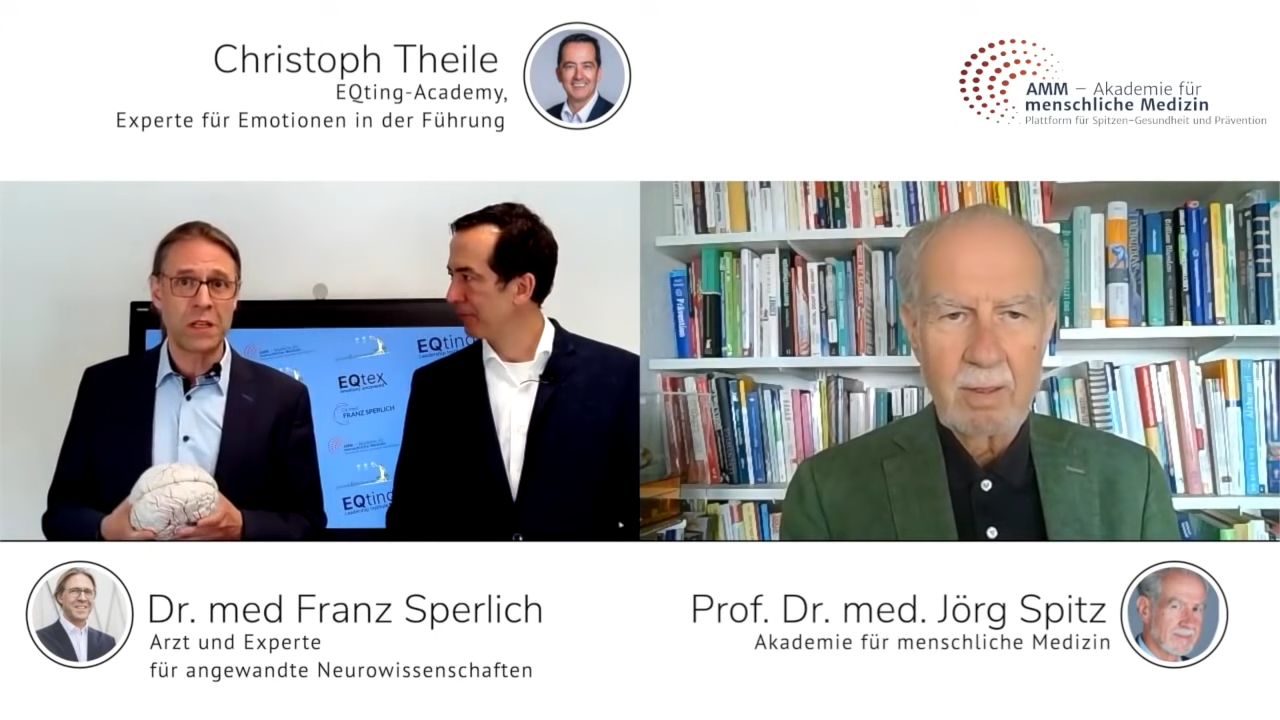 Christoph Theile
EQting-Academy,
Experte für Emotionen in der Führung
AMM – Akademie für
menschliche Medizin
Plattform für Spitzen-Gesundheit und Prävention
EQting
EQtex
FRANZ SPERLICH
EQting
Prävention
Dr. med Franz Sperlich
Arzt und Experte
für angewandte Neurowissenschaften
Prof. Dr. med. Jörg Spitz
Akademie für menschliche Medizin